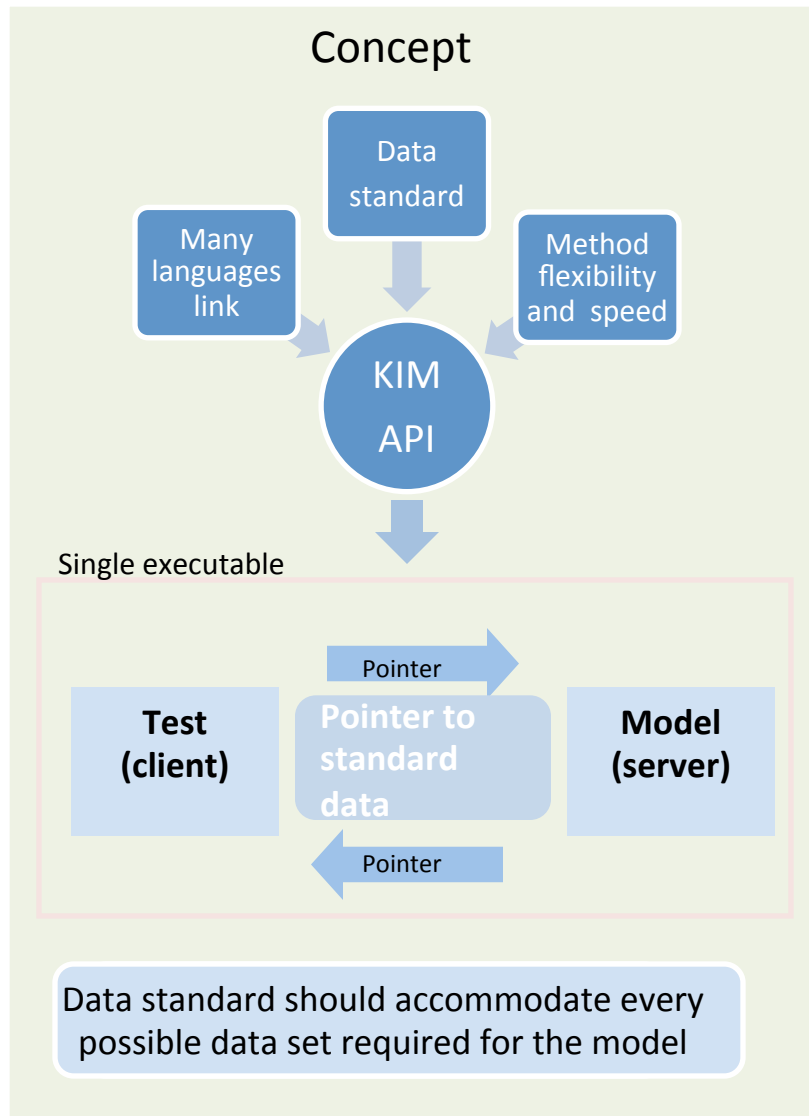 Concept
Data
standard
Many
languages
link
Method
flexibility
and speed
KIM
API
Single executable
Pointer
Test
(client)
Pointer to
standard
data
Model
(server)
Pointer
Data standard should accommodate every
possible data set required for the model